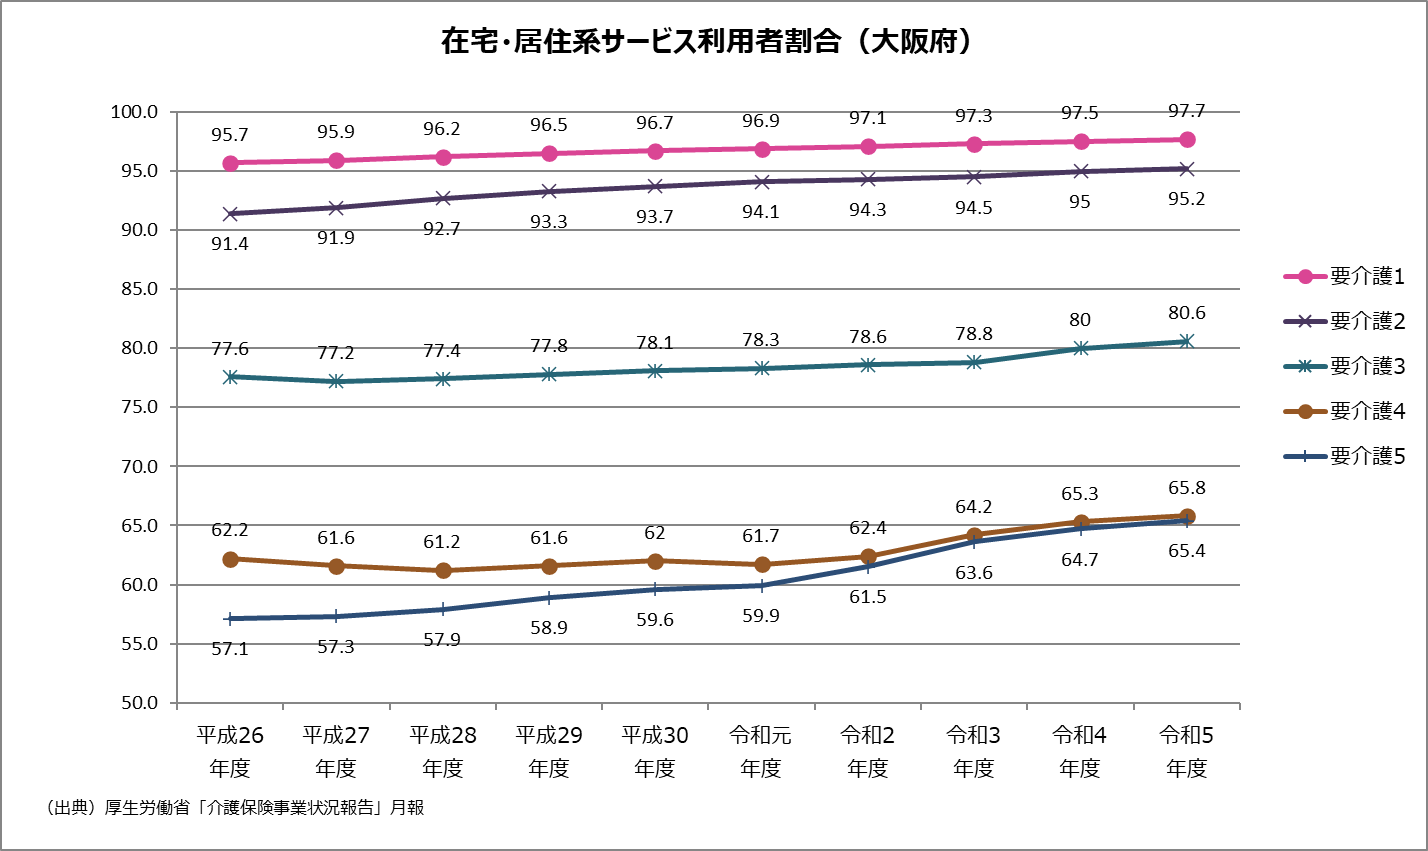 在宅・居住系サービス利用者割合（大阪府）
100.0
95.0
90.0
85.0
80.0
75.0
70.0
65.0
60.0
55.0
50.0
95.7 95.9 96.2 96.5 96.7 96.9 97.1 97.3 97.5 97.7
91.4 91.9 92.7 93.3 93.7 94.1 94.3 94.5 95 95.2
77.6 77.2 77.4 77.8 78.1 78.3 78.6 78.8 80 80.6
62.2 61.6 61.2 61.6 62 61.7 62.4 64.2 65.3 65.8
57.1 57.3 57.9 58.9 59.6 59.9 61.5 63.6 64.7 65.4
平成26 平成27 平成28 平成29 平成30 令和元 令和2 令和3 令和4 令和5
年度 年度 年度 年度 年度 年度 年度 年度 年度 年度
要介護1
要介護2
要介護3
要介護4
要介護5
（出典）厚生労働省「介護保険事業状況報告」月報